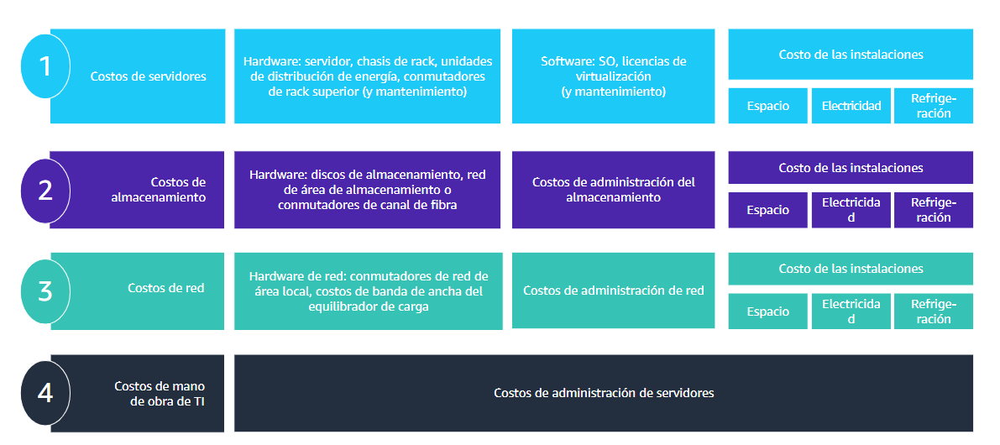 1
Costos de servidores
Hardware: servidor, chasis de rack, unidades
de distribución de energía, conmutadores
de rack superior (y mantenimiento)
Software: SO, licencias de
virtualización
(y mantenimiento)
Costo de las instalaciones
Espacio
Electricidad
Refrige-
ración
2
Costos de
almacenamiento
Hardware: discos de almacenamiento, red
de área de almacenamiento o
conmutadores de canal de fibra
Costos de administración del
almacenamiento
Costo de las instalaciones
Espacio
Electricida
d
Refrige-
ración
3
Costos de red
Hardware de red: conmutadores de red de
área local, costos de banda de ancha del
equilibrador de carga
Costos de administración de red
Costo de las instalaciones
Espacio
Electricida
d
Refrige-
ración
4
Costos de mano
de obra de TI
Costos de administración de servidores